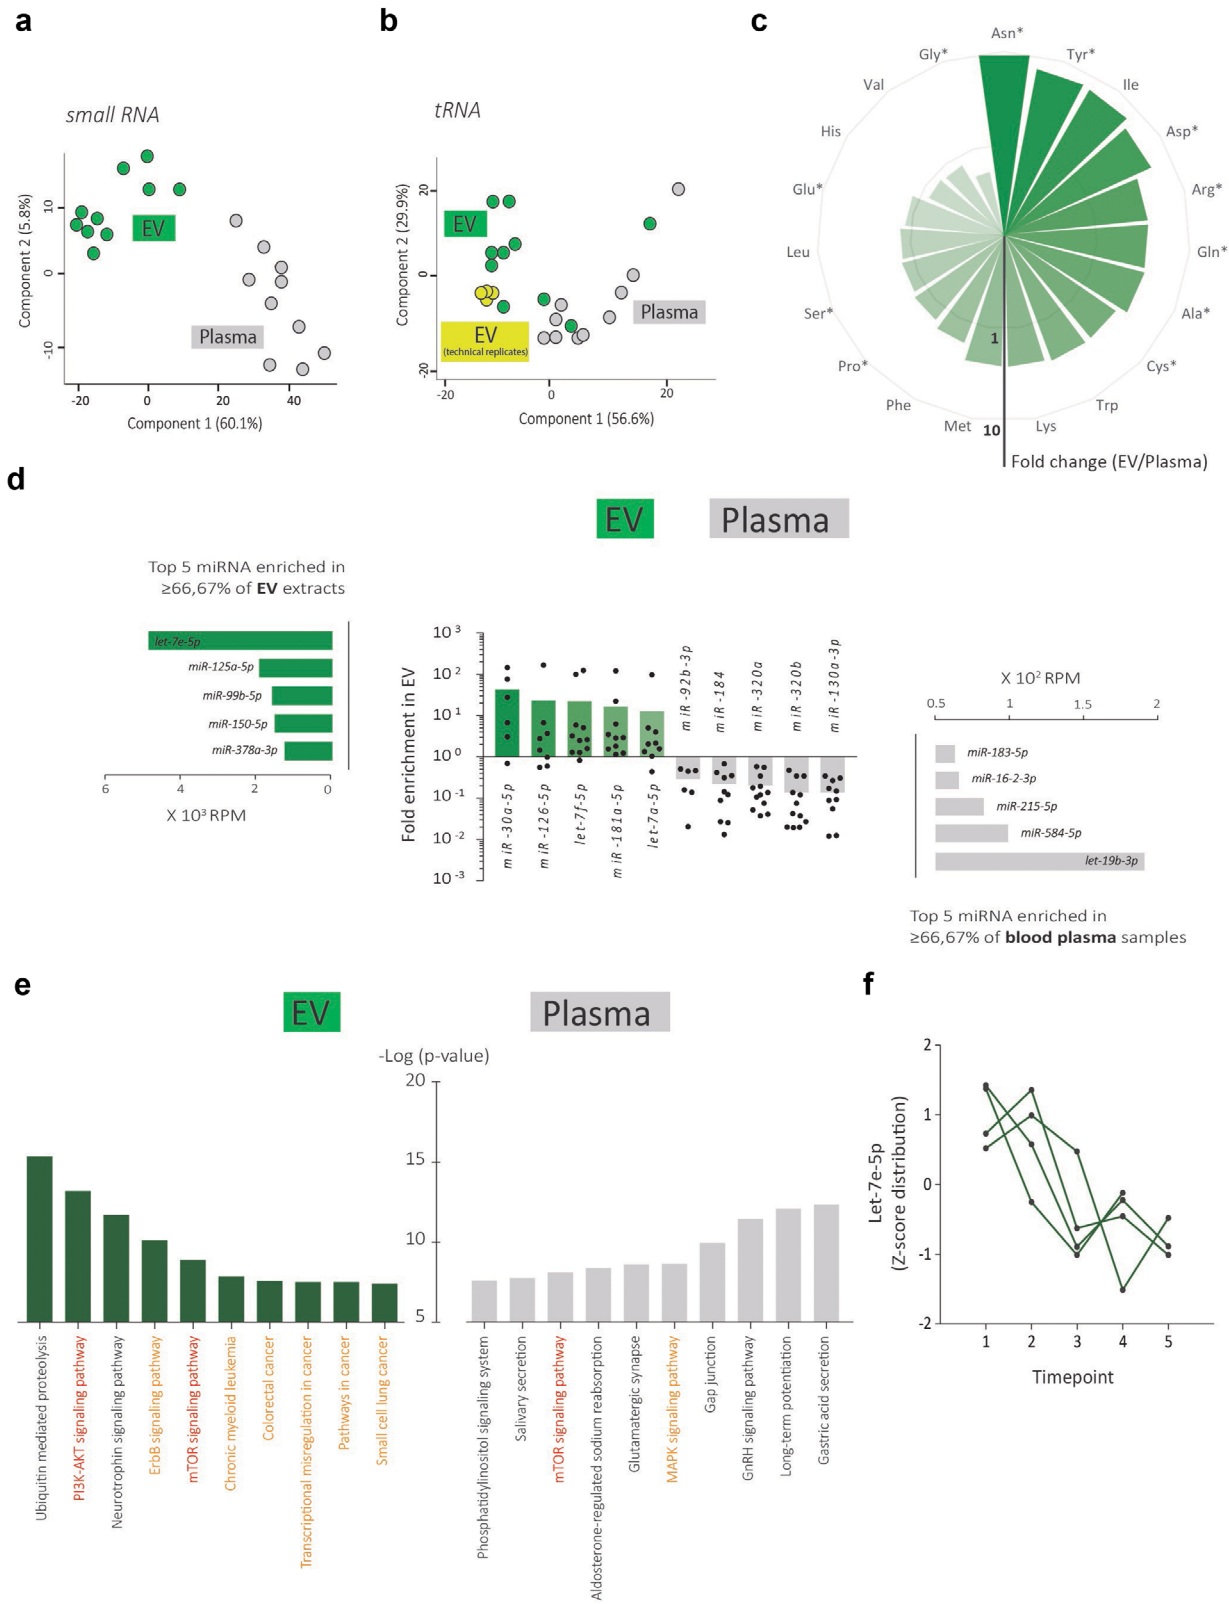 a
small RNA
Component 2 (5.8%)
10
0
-10
EV
Plasma
-20
0
20
40
Component 1 (60.1%)
b
tRNA
Component 2 (29.9%)
20
0
-20
EV
EV
(technical replicates)
Plasma
-20
0
20
Component 1 (56.6%)
c
Asn*
Tyr*
Ile
Asp*
Arg*
Gln*
Ala*
Cys*
Trp
Lys
Met
Phe
Pro*
Ser*
Leu
Glu*
His
Val
Gly*
1
10
Fold change (EV/Plasma)
d
EV
Plasma
Top 5 miRNA enriched in
≥66,67% of EV extracts
let-7e-5p
miR-125a-5p
miR-99b-5p
miR-150-5p
miR-378a-3p
6
4
2
0
X 10³ RPM
Fold enrichment in EV
10 3
10 2
10 1
10 0
10 -1
10 -2
10 -3
miR-30a-5p
miR-126-5p
let-7f-5p
miR-181a-5p
let-7a-5p
miR-92b-3p
miR-184
miR-320a
miR-320b
miR-130a-3p
X 10² RPM
0.5
1
1.5
2
miR-183-5p
miR-16-2-3p
miR-215-5p
miR-584-5p
let-19b-3p
Top 5 miRNA enriched in
≥66,67% of blood plasma samples
e
EV
Plasma
-Log (p-value)
20
15
10
5
Ubiquitin mediated proteolysis
PI3K-AKT signaling pathway
Neurotrophin signaling pathway
ErbB signaling pathway
mTOR signaling pathway
Chronic myeloid leukemia
Colorectal cancer
Transcriptional misregulation in cancer
Pathways in cancer
Small cell lung cancer
Phosphatidylinositol signaling system
Salivary secretion
mTOR signaling pathway
Aldosterone-regulated sodium reabsorption
Glutamatergic synapse
MAPK signaling pathway
Gap junction
GnRH signaling pathway
Long-term potentiation
Gastric acid secretion
f
Let-7e-5p
(Z-score distribution)
2
1
0
-1
-2
1
2
3
4
5
Timepoint